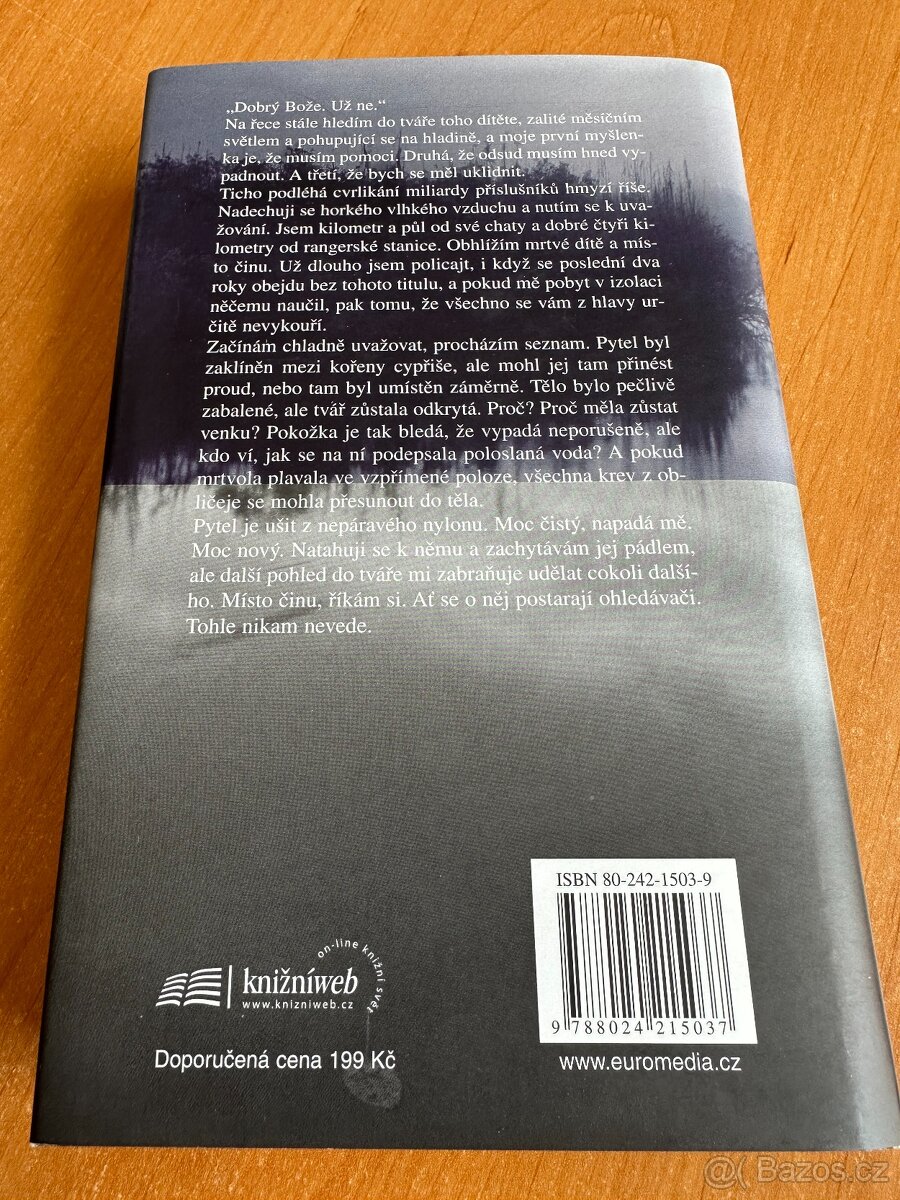 „Dobrý Bože. Už ne.“
Na řece stále hledím do tváře toho dítěte, zalité měsíčním
světlem a pohupující se na hladině, a moje první myšlen-
ka je, že musím pomoci. Druhá, že odsud musím hned vy-
padnout. A třetí, že bych se měl uklidnit.
Ticho podléhá cvrlikání miliardy příslušníků hmyzí říše.
Nadechuji se horkého vlhkého vzduchu a nutím se k uva-
žování. Jsem kilometr a půl od své chaty a dobré čtyři ki-
lometry od rangerské stanice. Obhlížím mrtvé dítě a mís-
to činu. Už dlouho jsem policajt, i když se poslední dva
roky obejdu bez tohoto titulu, a pokud mě pobyt v izolaci
něčemu naučil, pak tomu, že všechno se vám z hlavy ur-
čitě nevykouří.
Začínám chladně uvažovat, procházím seznam. Pytel byl
zaklíněn mezi kořeny cypřiše, ale mohl jej tam přinést
proud, nebo tam byl umístěn záměrně. Tělo bylo pečlivě
zabalené, ale tvář zůstala odkrytá. Proč? Proč měla zůstat
venku? Pokožka je tak bledá, že vypadá neporušeně, ale
kdo ví, jak se na ní podepsala poloslaná voda? A pokud
mrtvola plavala ve vzpřímené poloze, všechna krev z ob-
ličeje se mohla přesunout do těla.
Pytel je ušit z nepáravého nylonu. Moc čistý, napadá mě.
Moc nový. Natahuji se k němu a zachytávám jej pádlem,
ale další pohled do tváře mi zabraňuje udělat cokoli další-
ho. Místo činu, říkám si. Ať se o něj postarají ohledávači.
Tohle nikam nevede.
ISBN 80-242-1503-9
9 788024 215037
www.euromedia.cz
on-line knižní svět
knižníweb
www.knizniweb.cz
Doporučená cena 199 Kč
Bazos.cz